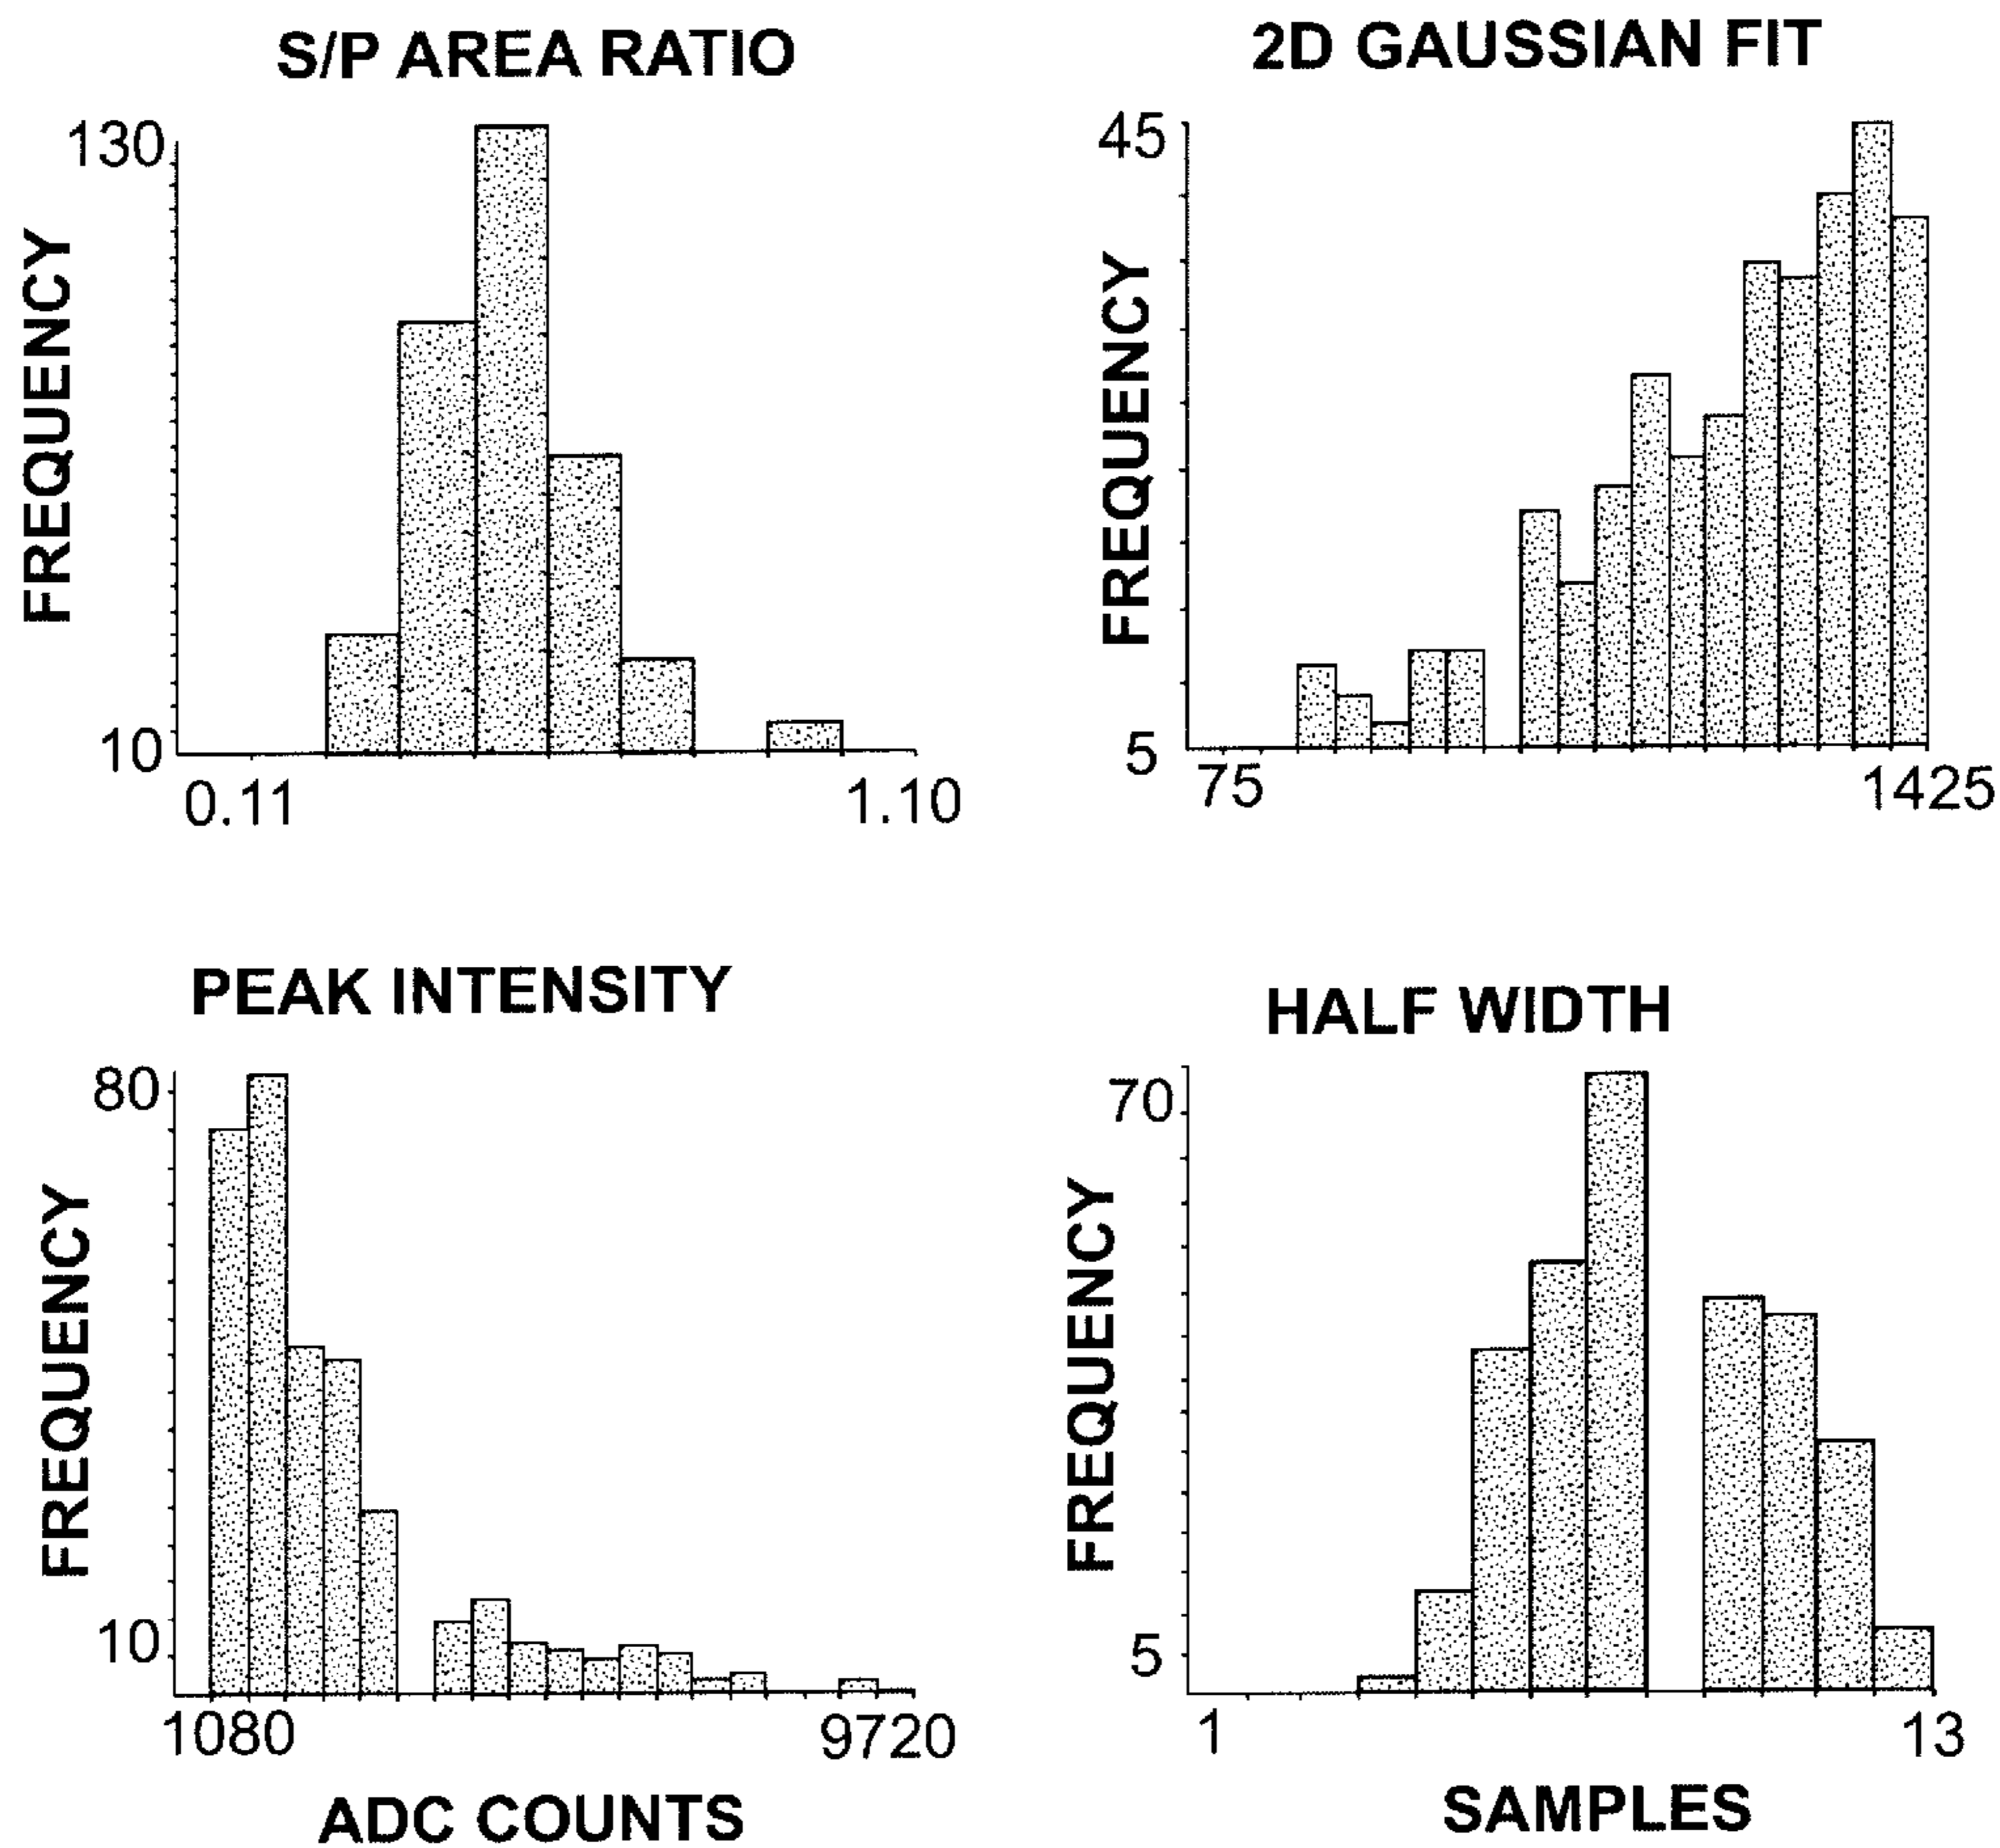 S/P AREA RATIO
130
FREQUENCY
10
0.11
1.10
2D GAUSSIAN FIT
45
FREQUENCY
5
75
1425
PEAK INTENSITY
80
FREQUENCY
10
1080
9720
ADC COUNTS
HALF WIDTH
70
FREQUENCY
5
1
13
SAMPLES